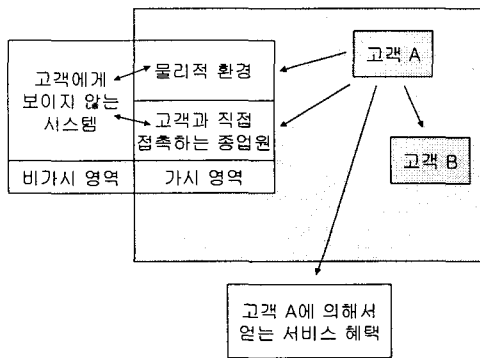 고객에게
보이지 않는
시스템
물리적 환경
고객과 직접
접촉하는 종업원
비가시 영역
가시 영역
고객 A
고객 B
고객 A에 의해서
얻는 서비스 혜택